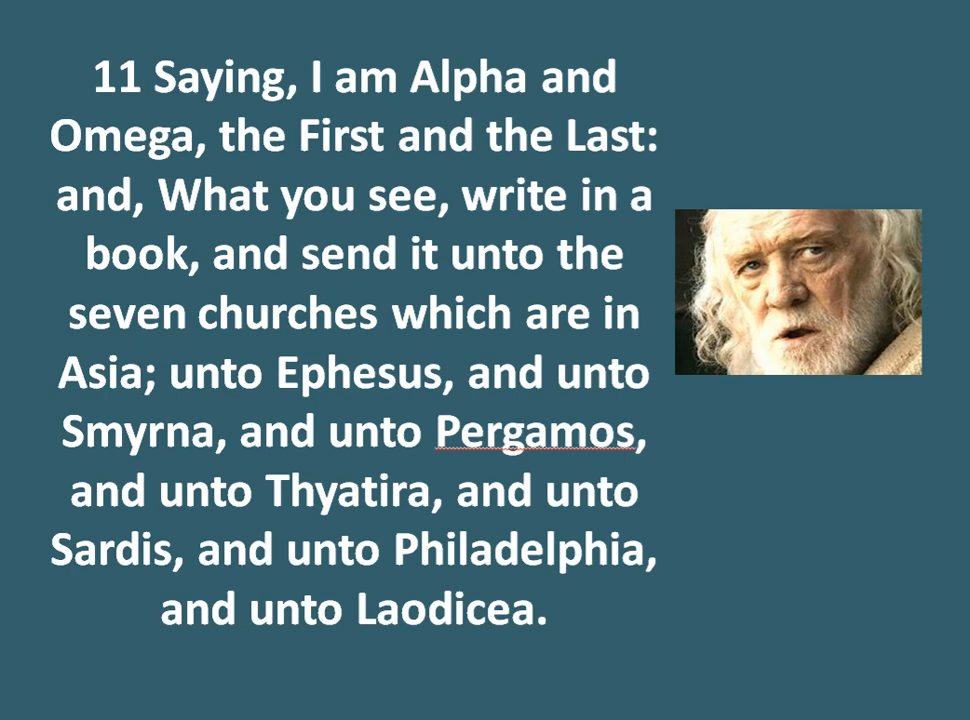 11 Saying, I am Alpha and
Omega, the First and the Last:
and, What you see, write in a
book, and send it unto the
seven churches which are in
Asia; unto Ephesus, and unto
Smyrna, and unto Pergamos,
and unto Thyatira, and unto
Sardis, and unto Philadelphia,
and unto Laodicea.